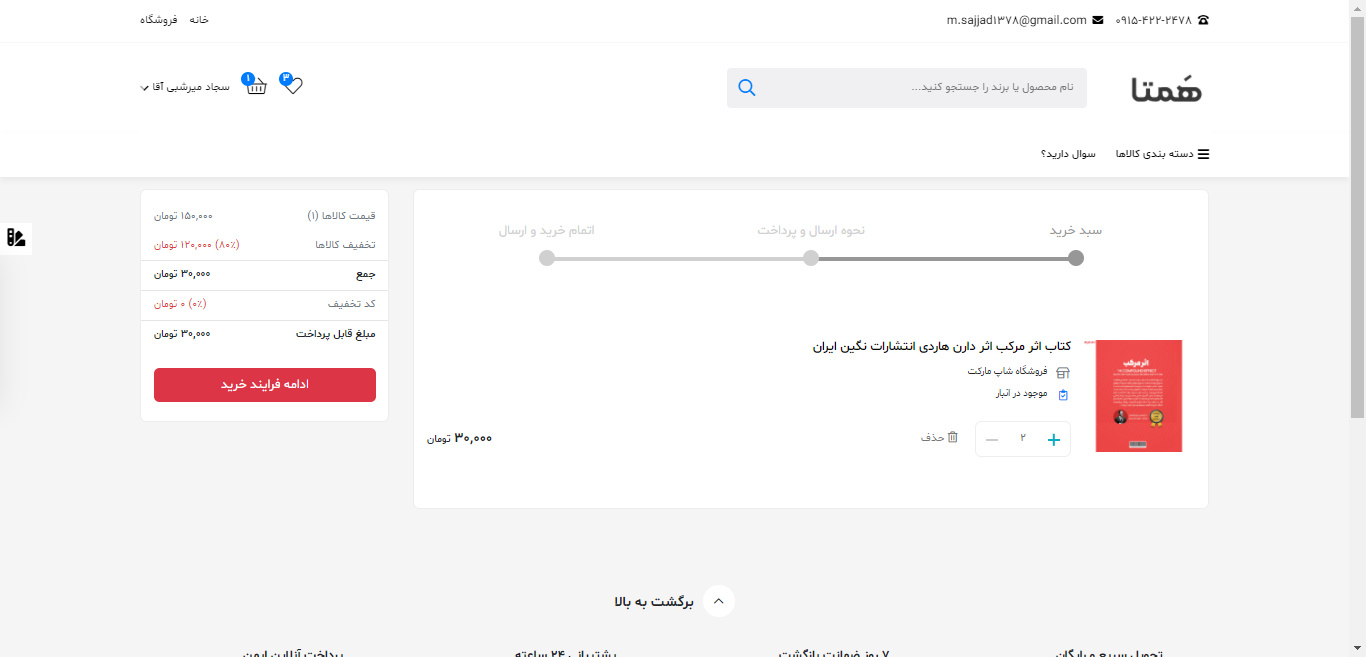 ۰۹۱۵-۴۲۲-۲۴۷۸ m.sajjad۱۳۷۸@gmail.com
خانه فروشگاه
هَمتا
نام محصول یا برند را جستجو کنید...
۳
۱
سجاد میرشبی آقا
دسته بندی کالاها سوال دارید؟
سبد خرید
نحوه ارسال و پرداخت
اتمام خرید و ارسال
کتاب اثر مرکب اثر دارن هاردی انتشارات نگین ایران
فروشگاه شاپ مارکت
موجود در انبار
۲
حذف
۳۰,۰۰۰ تومان
اثر مرکب
THE COMPOUND EFFECT
قیمت کالاها (۱) ۱۵۰,۰۰۰ تومان
تخفیف کالاها (۸۰٪) ۱۲۰,۰۰۰ تومان
جمع ۳۰,۰۰۰ تومان
کد تخفیف (۰٪) ۰ تومان
مبلغ قابل پرداخت ۳۰,۰۰۰ تومان
ادامه فرایند خرید
برگشت به بالا
تحویل سریع و رایگان
۷ روز ضمانت بازگشت
پشتیبانی ۲۴ ساعته
پرداخت آنلاین ایمن